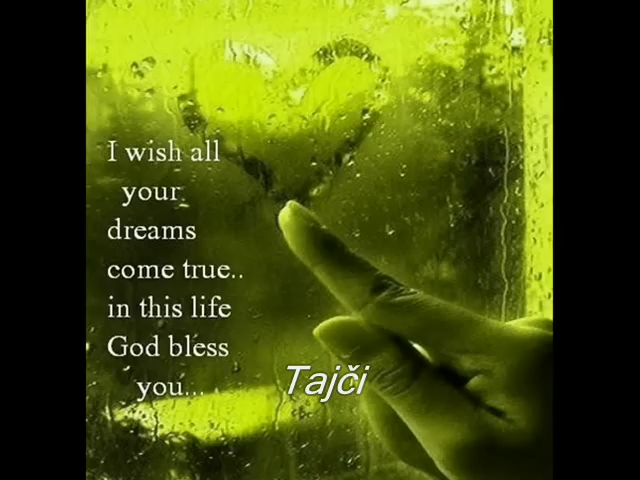 I wish all
your
dreams
come true..
in this life
God bless
you...
Tajči